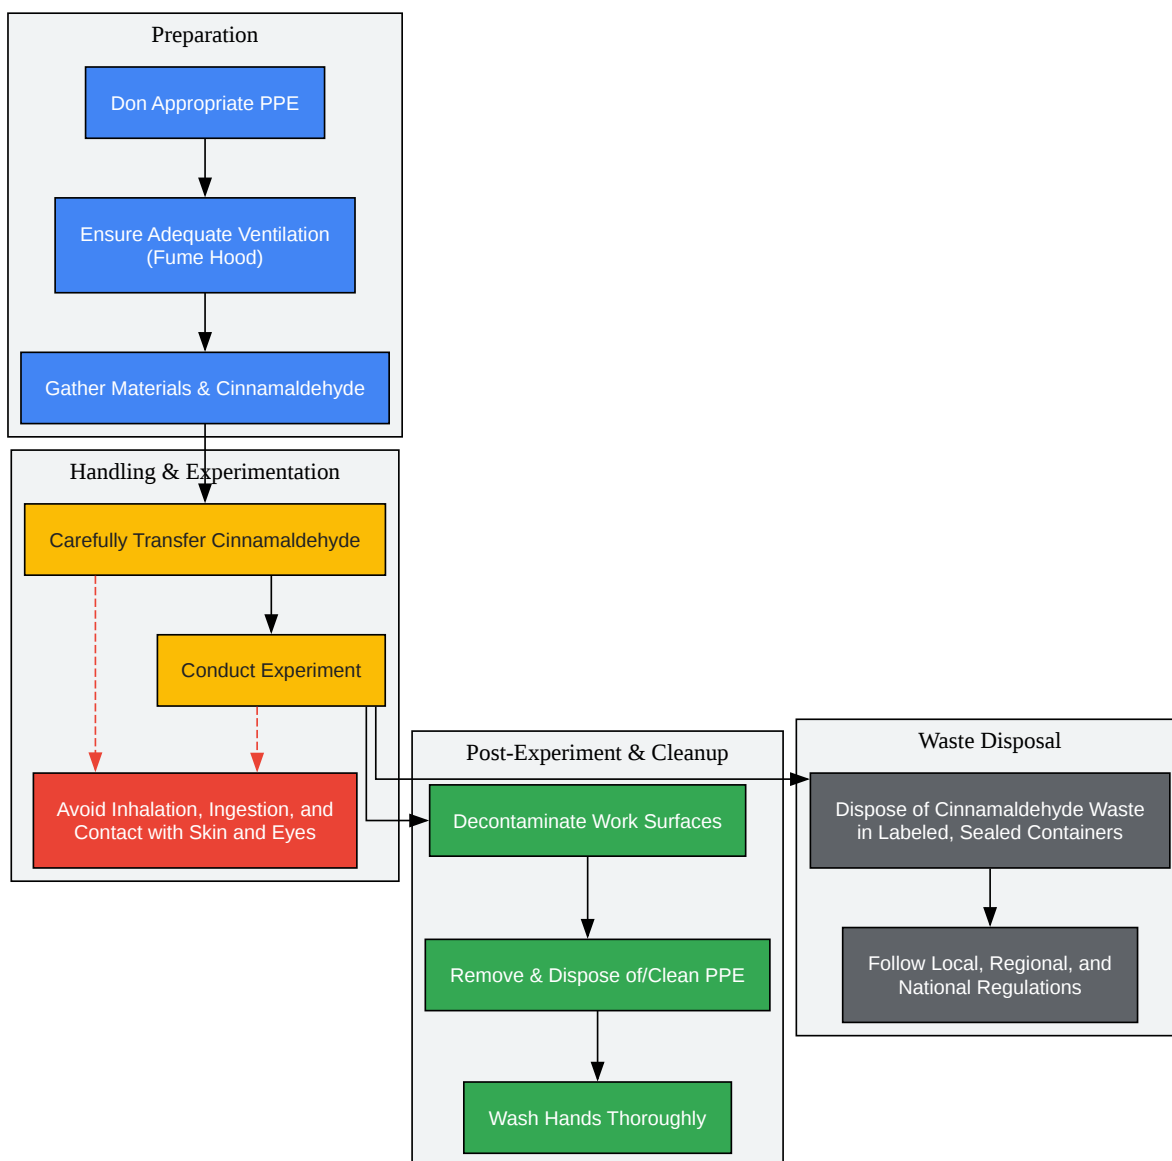 Preparation
Don Appropriate PPE
Ensure Adequate Ventilation
(Fume Hood)
Gather Materials & Cinnamaldehyde
Handling & Experimentation
Carefully Transfer Cinnamaldehyde
Conduct Experiment
Avoid Inhalation, Ingestion, and
Contact with Skin and Eyes
Post-Experiment & Cleanup
Decontaminate Work Surfaces
Remove & Dispose of/Clean PPE
Wash Hands Thoroughly
Waste Disposal
Dispose of Cinnamaldehyde Waste
in Labeled, Sealed Containers
Follow Local, Regional, and
National Regulations